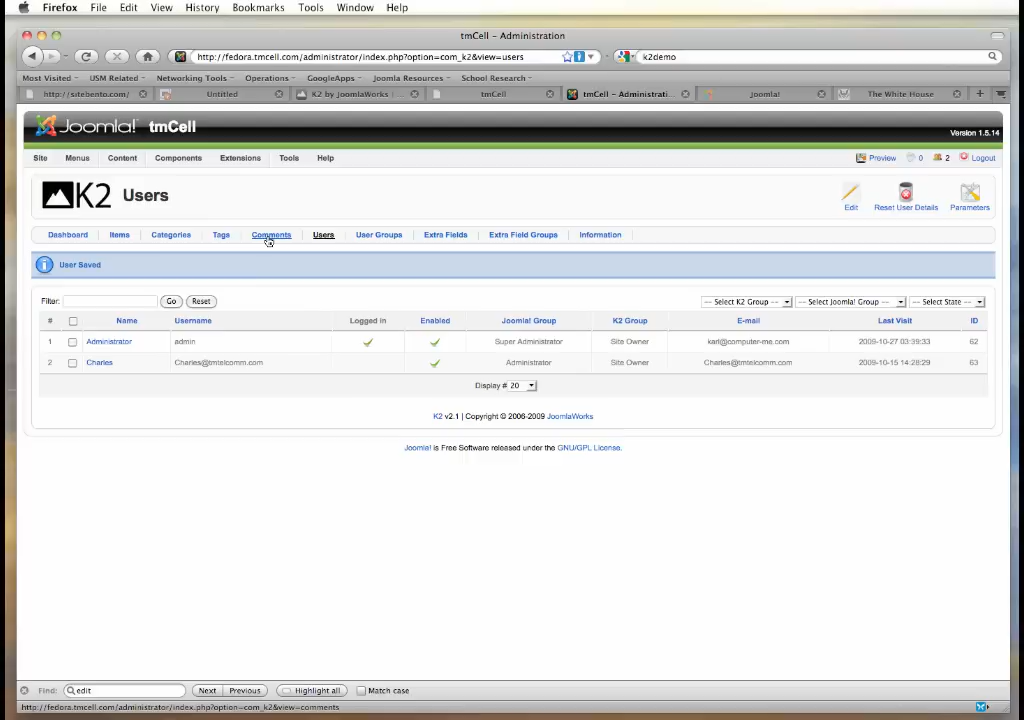 Firefox File Edit View History Bookmarks Tools Window Help
tmCell - Administration
http://fedora.tmcell.com/administrator/index.php?option=com_k2&view=users k2demo
Most Visited USM Related Networking Tools Operations GoogleApps Joomla Resources School Research
http://sitebento.com/ Untitled K2 by JoomlaWorks | ... tmCell tmCell - Administrati... Joomla! The White House
Joomla! tmCell Version 1.5.14
Site Menus Content Components Extensions Tools Help Preview 0 2 Logout
K2 Users Edit Reset User Details Parameters
Dashboard Items Categories Tags Comments Users User Groups Extra Fields Extra Field Groups Information
User Saved
Filter: Go Reset -- Select K2 Group -- -- Select Joomla! Group -- -- Select State --
# Name Username Logged in Enabled Joomla! Group K2 Group E-mail Last Visit ID
1 Administrator admin Super Administrator Site Owner karl@computer-me.com 2009-10-27 03:39:33 62
2 Charles Charles@tmtelcomm.com Administrator Site Owner Charles@tmtelcomm.com 2009-10-15 14:28:29 63
Display # 20
K2 v2.1 | Copyright © 2006-2009 JoomlaWorks
Joomla! is Free Software released under the GNU/GPL License.
Find: edit Next Previous Highlight all Match case
http://fedora.tmcell.com/administrator/index.php?option=com_k2&view=comments